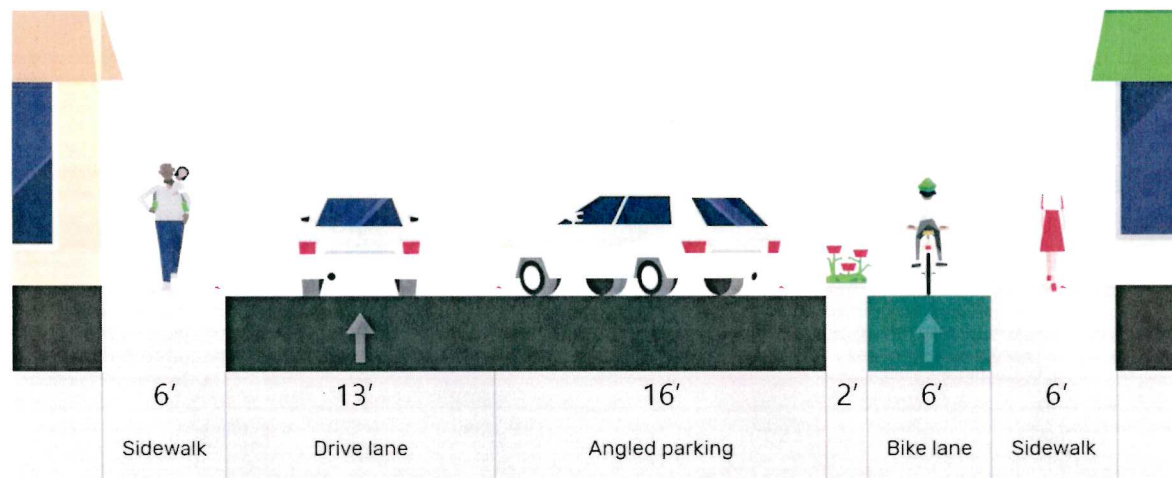 6′ 13′ 16′ 2′ 6′ 6′
Sidewalk Drive lane Angled parking Bike lane Sidewalk